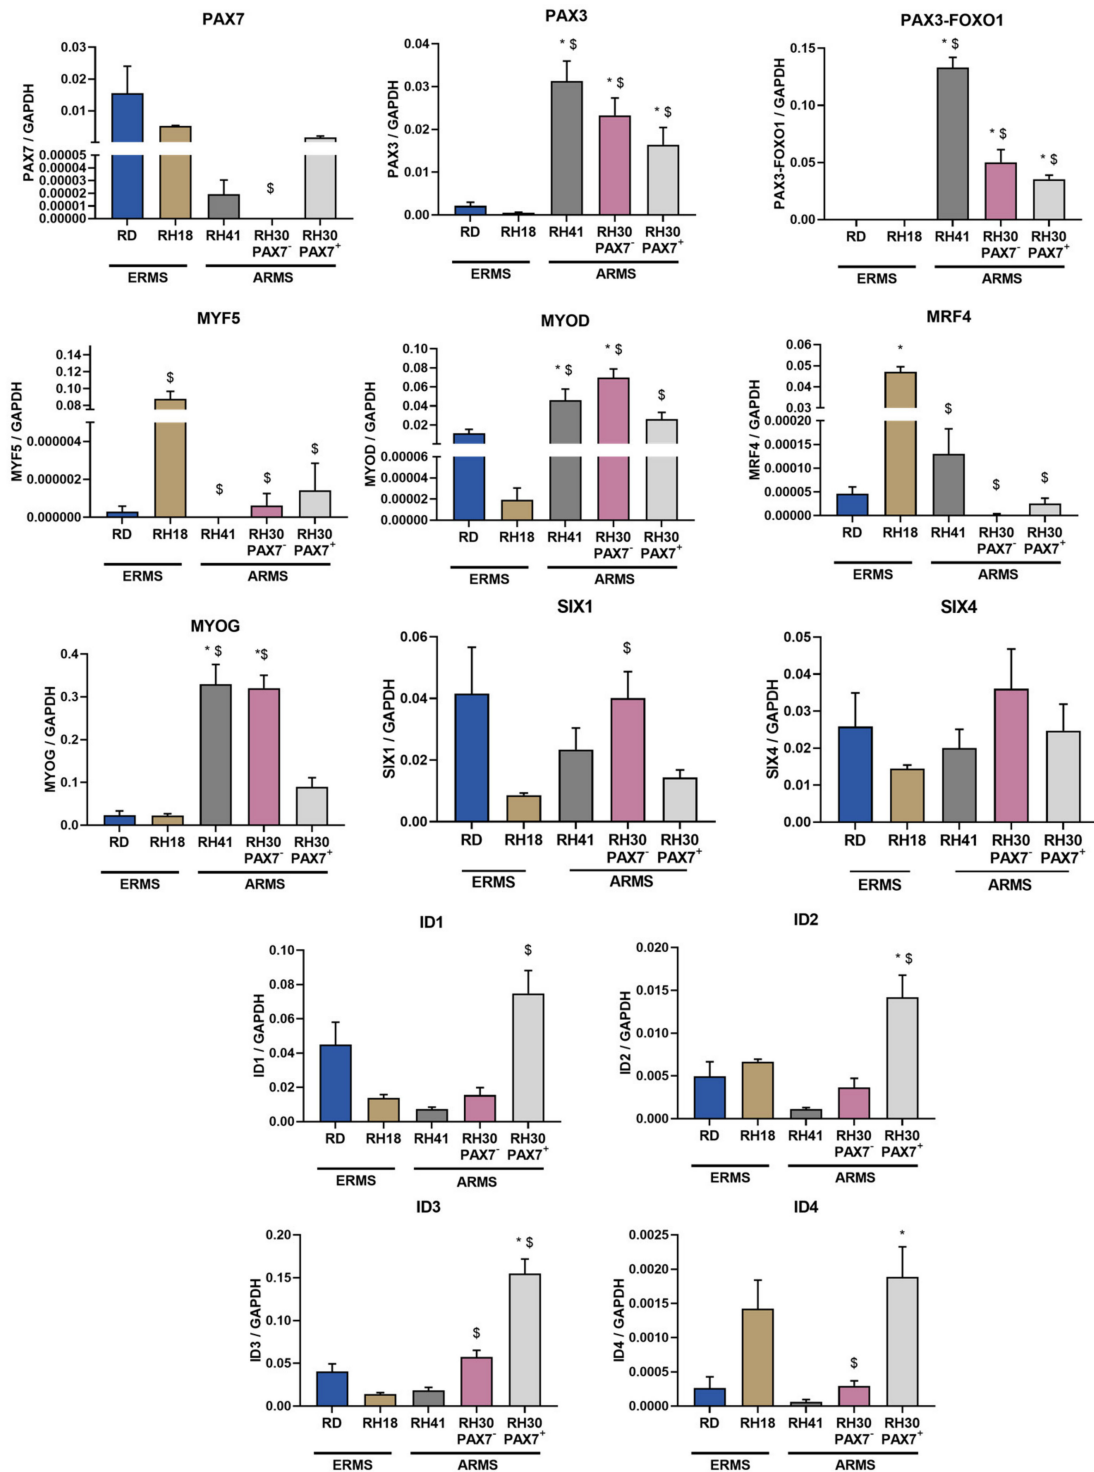 PAX7
PAX7 / GAPDH
0.03
0.02
0.01
0.00005
0.00004
0.00003
0.00002
0.00001
0.00000
$
RD RH18 RH41 RH30 PAX7- RH30 PAX7+
ERMS ARMS
PAX3
PAX3 / GAPDH
0.04
0.03
0.02
0.01
0.00
* $ * $ * $
RD RH18 RH41 RH30 PAX7- RH30 PAX7+
ERMS ARMS
PAX3-FOXO1
PAX3-FOXO1 / GAPDH
0.15
0.10
0.05
0.00
* $ * $ * $
RD RH18 RH41 RH30 PAX7- RH30 PAX7+
ERMS ARMS
MYF5
MYF5 / GAPDH
0.14
0.12
0.10
0.08
0.06
0.000004
0.000002
0.000000
$ $ $ $
RD RH18 RH41 RH30 PAX7- RH30 PAX7+
ERMS ARMS
MYOD
MYOD / GAPDH
0.10
0.08
0.06
0.04
0.02
0.00006
0.00004
0.00002
0.00000
* $ * $ $
RD RH18 RH41 RH30 PAX7- RH30 PAX7+
ERMS ARMS
MRF4
MRF4 / GAPDH
0.06
0.05
0.04
0.03
0.00020
0.00015
0.00010
0.00005
0.00000
* $ $ $
RD RH18 RH41 RH30 PAX7- RH30 PAX7+
ERMS ARMS
MYOG
MYOG / GAPDH
0.4
0.3
0.2
0.1
0.0
* $ *$
RD RH18 RH41 RH30 PAX7- RH30 PAX7+
ERMS ARMS
SIX1
SIX1 / GAPDH
0.06
0.04
0.02
0.00
$
RD RH18 RH41 RH30 PAX7- RH30 PAX7+
ERMS ARMS
SIX4
SIX4 / GAPDH
0.05
0.04
0.03
0.02
0.01
0.00
RD RH18 RH41 RH30 PAX7- RH30 PAX7+
ERMS ARMS
ID1
ID1 / GAPDH
0.10
0.08
0.06
0.04
0.02
0.00
$
RD RH18 RH41 RH30 PAX7- RH30 PAX7+
ERMS ARMS
ID2
ID2 / GAPDH
0.020
0.015
0.010
0.005
0.000
* $
RD RH18 RH41 RH30 PAX7- RH30 PAX7+
ERMS ARMS
ID3
ID3 / GAPDH
0.20
0.15
0.10
0.05
0.00
$ * $
RD RH18 RH41 RH30 PAX7- RH30 PAX7+
ERMS ARMS
ID4
ID4 / GAPDH
0.0025
0.0020
0.0015
0.0010
0.0005
0.0000
$ *
RD RH18 RH41 RH30 PAX7- RH30 PAX7+
ERMS ARMS